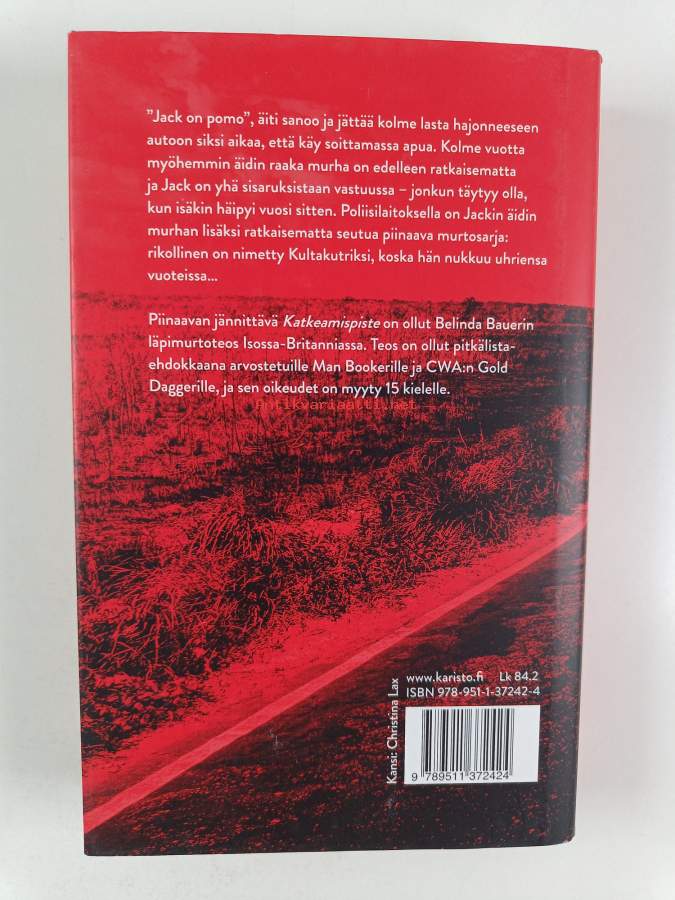 ”Jack on pomo”, äiti sanoo ja jättää kolme lasta hajonneeseen
autoon siksi aikaa, että käy soittamassa apua. Kolme vuotta
myöhemmin äidin raaka murha on edelleen ratkaisematta
ja Jack on yhä sisaruksistaan vastuussa – jonkun täytyy olla,
kun isäkin häipyi vuosi sitten. Poliisilaitoksella on Jackin äidin
murhan lisäksi ratkaisematta seutua piinaava murtosarja:
rikollinen on nimetty Kultakutriksi, koska hän nukkuu uhriensa
vuoteissa...
Piinaavan jännittävä Katkeamispiste on ollut Belinda Bauerin
läpimurtoteos Isossa-Britanniassa. Teos on ollut pitkälista-
ehdokkaana arvostetuille Man Bookerille ja CWA:n Gold
Daggerille, ja sen oikeudet on myyty 15 kielelle.
Antikvariaatti.net
www.karisto.fi Lk 84.2
ISBN 978-951-1-37242-4
Kansi: Christina Lax
9 789511 372424